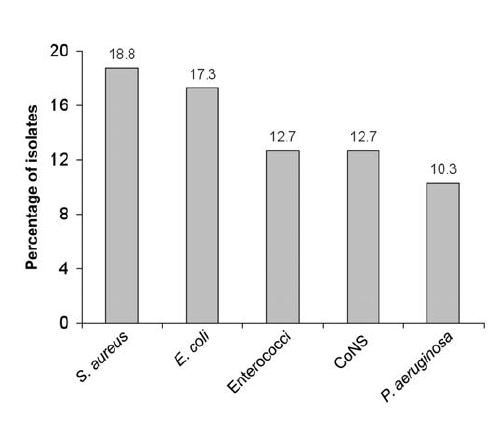 Percentage of isolates
20
16
12
8
4
0
18.8
17.3
12.7
12.7
10.3
S. aureus
E. coli
Enterococci
CoNS
P. aeruginosa